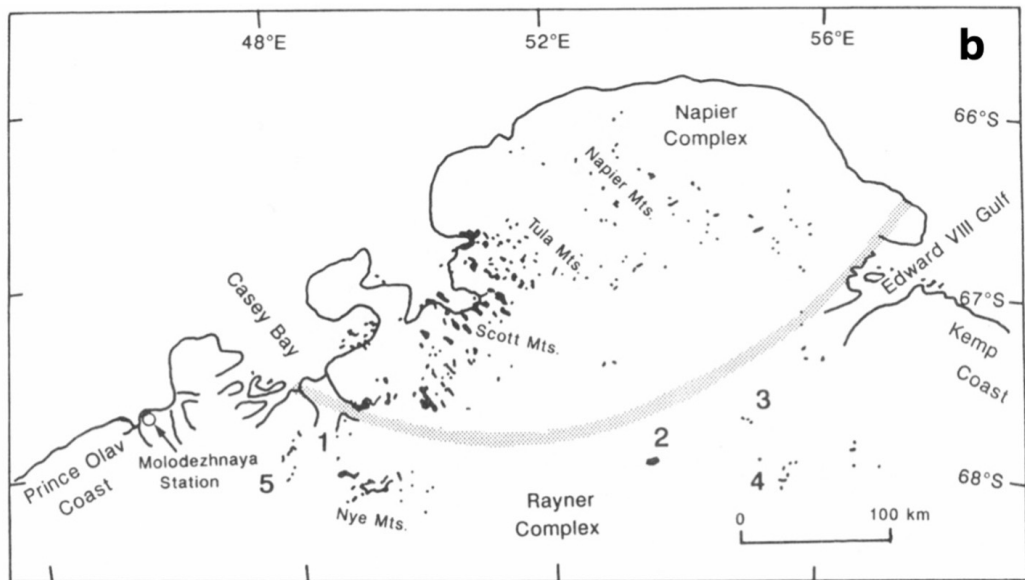 48°E
52°E
56°E
b
66°S
Napier
Complex
Napier Mts.
Tula Mts.
Edward VIII Gulf
67°S
Casey Bay
Scott Mts.
Kemp
Coast
3
1
2
Prince Olav
Coast
Molodezhnaya
Station
5
4
68°S
Nye Mts.
Rayner
Complex
0
100 km